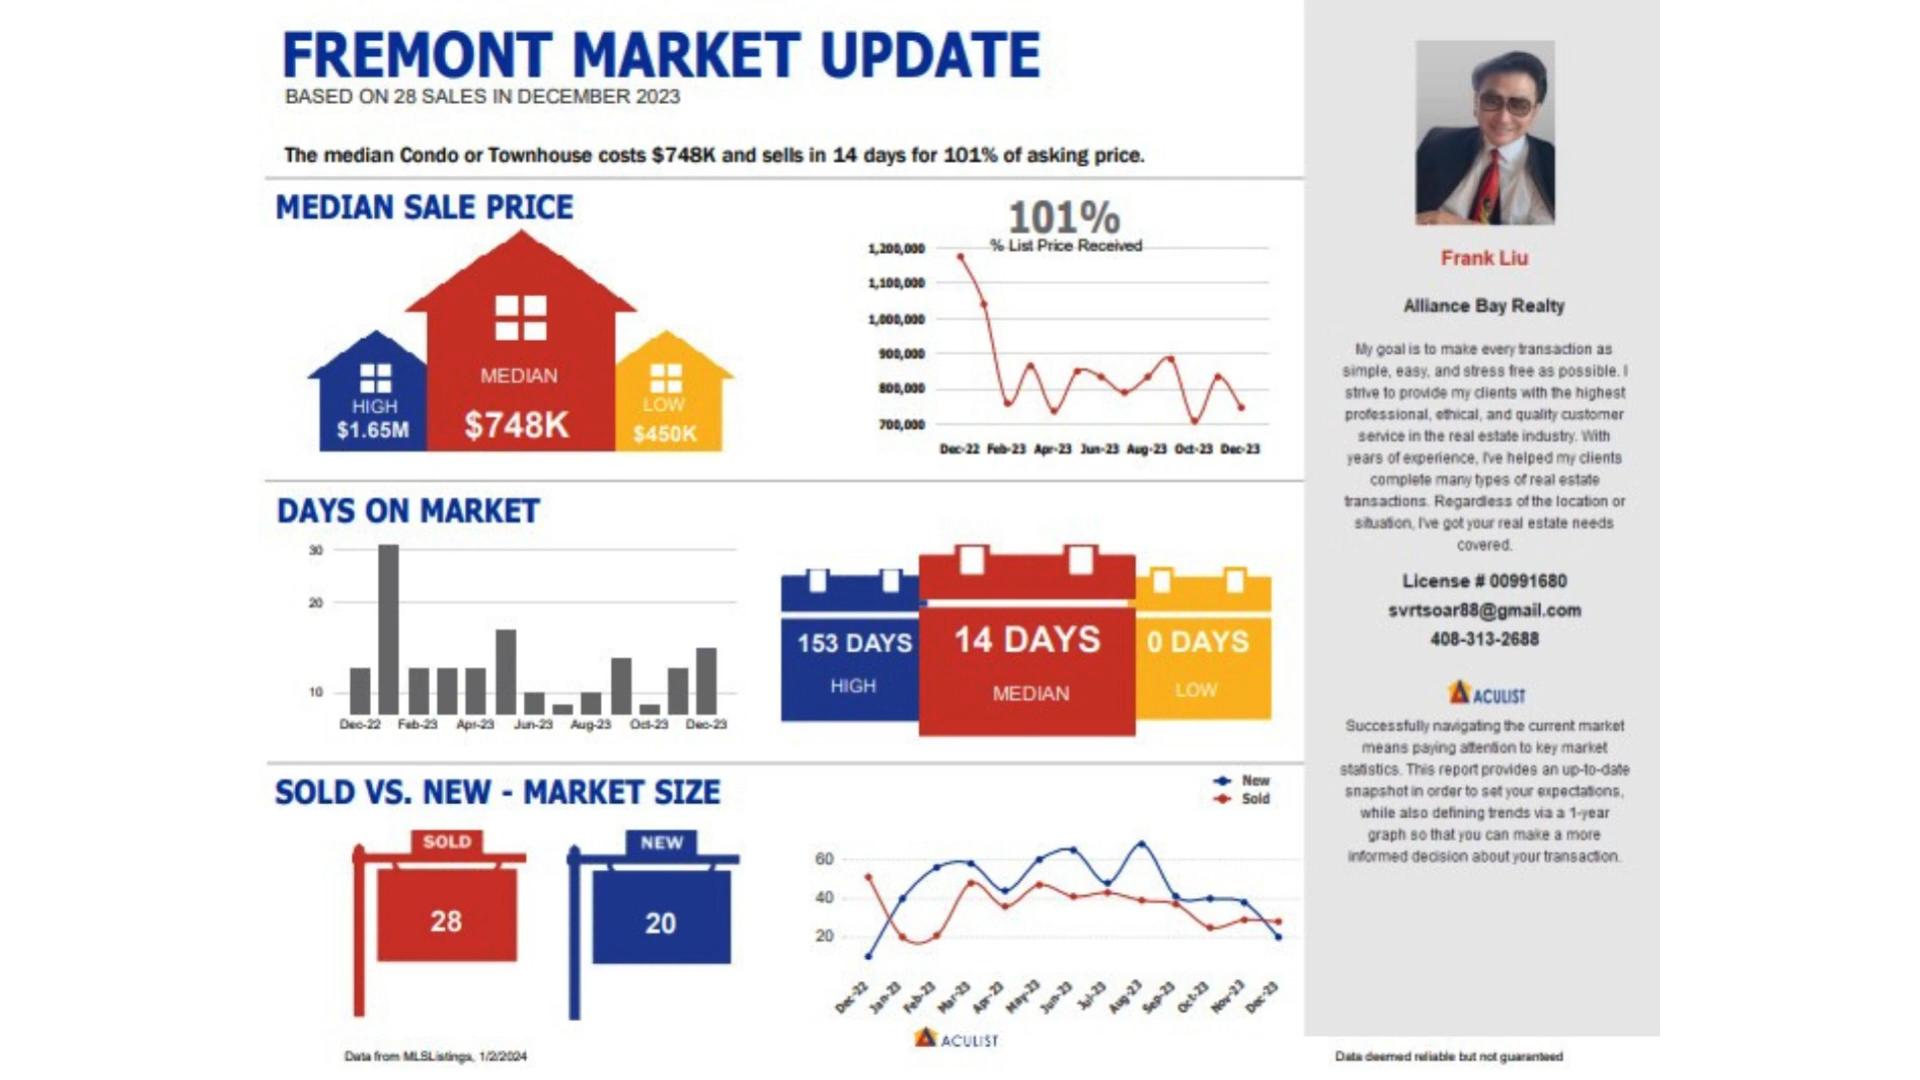 FREMONT MARKET UPDATE
BASED ON 28 SALES IN DECEMBER 2023
The median Condo or Townhouse costs $748K and sells in 14 days for 101% of asking price.
MEDIAN SALE PRICE
HIGH
$1.65M
MEDIAN
$748K
LOW
$450K
101%
% List Price Received
1,200,000
1,100,000
1,000,000
900,000
800,000
700,000
Dec-22 Feb-23 Apr-23 Jun-23 Aug-23 Oct-23 Dec-23
DAYS ON MARKET
30
20
10
Dec-22 Feb-23 Apr-23 Jun-23 Aug-23 Oct-23 Dec-23
153 DAYS
HIGH
14 DAYS
MEDIAN
0 DAYS
LOW
SOLD VS. NEW - MARKET SIZE
SOLD
28
NEW
20
New
Sold
60
40
20
Dec-22 Jan-23 Feb-23 Mar-23 Apr-23 May-23 Jun-23 Jul-23 Aug-23 Sep-23 Oct-23 Nov-23 Dec-23
ACULIST
Data from MLSListings, 1/2/2024
Frank Liu
Alliance Bay Realty
My goal is to make every transaction as
simple, easy, and stress free as possible. I
strive to provide my clients with the highest
professional, ethical, and quality customer
service in the real estate industry. With
years of experience, I've helped my clients
complete many types of real estate
transactions. Regardless of the location or
situation, I've got your real estate needs
covered.
License # 00991680
svrtsoar88@gmail.com
408-313-2688
ACULIST
Successfully navigating the current market
means paying attention to key market
statistics. This report provides an up-to-date
snapshot in order to set your expectations,
while also defining trends via a 1-year
graph so that you can make a more
informed decision about your transaction.
Data deemed reliable but not guaranteed